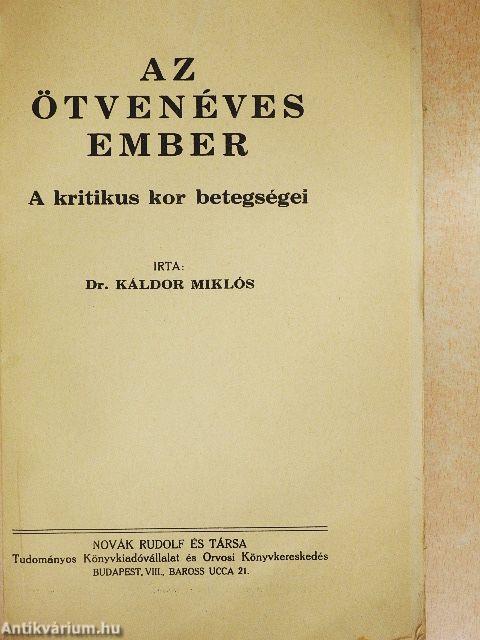 AZ
ÖTVENÉVES
EMBER
A kritikus kor betegségei
IRTA:
Dr. KÁLDOR MIKLÓS
NOVÁK RUDOLF ÉS TÁRSA
Tudományos Könyvkiadóvállalat és Orvosi Könyvkereskedés
BUDAPEST, VIII., BAROSS UCCA 21.
Antikvárium.hu